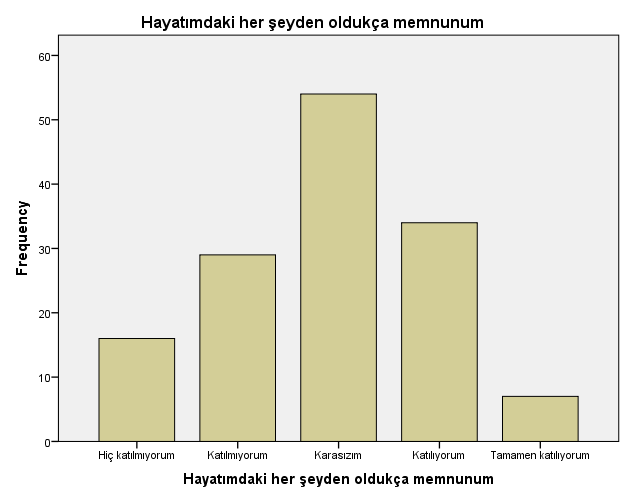 Hayatımdaki her şeyden oldukça memnunum
60
50
40
30
20
10
0
Frequency
Hiç katılmıyorum
Katılmıyorum
Karasızım
Katılıyorum
Tamamen katılıyorum
Hayatımdaki her şeyden oldukça memnunum